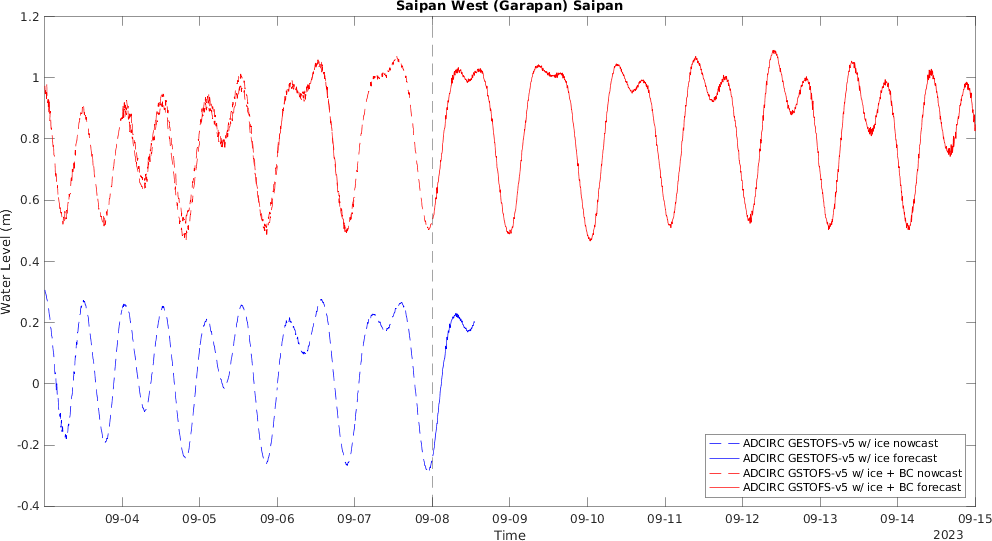 Saipan West (Garapan) Saipan
1.2
1
0.8
0.6
0.4
0.2
0
-0.2
-0.4
Water Level (m)
09-04 09-05 09-06 09-07 09-08 09-09 09-10 09-11 09-12 09-13 09-14 09-15
Time
2023
ADCIRC GESTOFS-v5 w/ ice nowcast
ADCIRC GESTOFS-v5 w/ ice forecast
ADCIRC GSTOFS-v5 w/ ice + BC nowcast
ADCIRC GSTOFS-v5 w/ ice + BC forecast